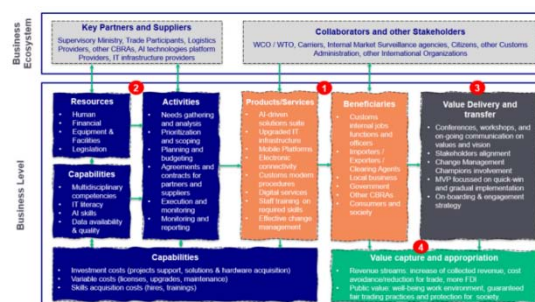 Business
Ecosystem
Key Partners and Suppliers
Supervisory Ministry, Trade Participants, Logistics
Providers, other CBRAs, AI technologies platform
Providers, IT infrastructure providers
Collaborators and other Stakeholders
WCO / WTO, Carriers, Internal Market Surveillance agencies, Citizens, other Customs
Administration, other International Organizations
Business Level
2
Resources
Human
Financial
Equipment &
Facilities
Legislation
Capabilities
Multidisciplinary
competencies
IT literacy
AI skills
Data availability
& quality
Activities
Needs gathering
and analysis
Prioritization
and scoping
Planning and
budgeting
Agreements and
contracts for
partners and
suppliers
Execution and
monitoring
Monitoring and
reporting
1
Products/Services
AI-driven
solutions suite
Upgraded IT
infrastructure
Mobile Platforms
Electronic
connectivity
Customs modern
procedures
Digital services
Staff training on
required skills
Effective change
management
Beneficiaries
Customs
internal jobs
functions and
officers
Importers /
Exporters /
Clearing Agents
Local business
Government
Other CBRAs
Consumers and
society
3
Value Delivery and
transfer
Conferences, workshops, and
on-going communication on
values and vision
Stakeholders alignment
Change Management
Champions involvement
MVP focussed on quick-win
and gradual implementation
On-boarding & engagement
strategy
Capabilities
Investment costs (projects support, solutions & hardware acquisition)
Variable costs (licenses, upgrades, maintenance)
Skills acquisition costs (hires, trainings)
4
Value capture and appropriation
Revenue streams: increase of collected revenue, cost
avoidance/reduction for trade, more FDI
Public value: well-being work environment, guaranteed
fair trading practices and protection for society